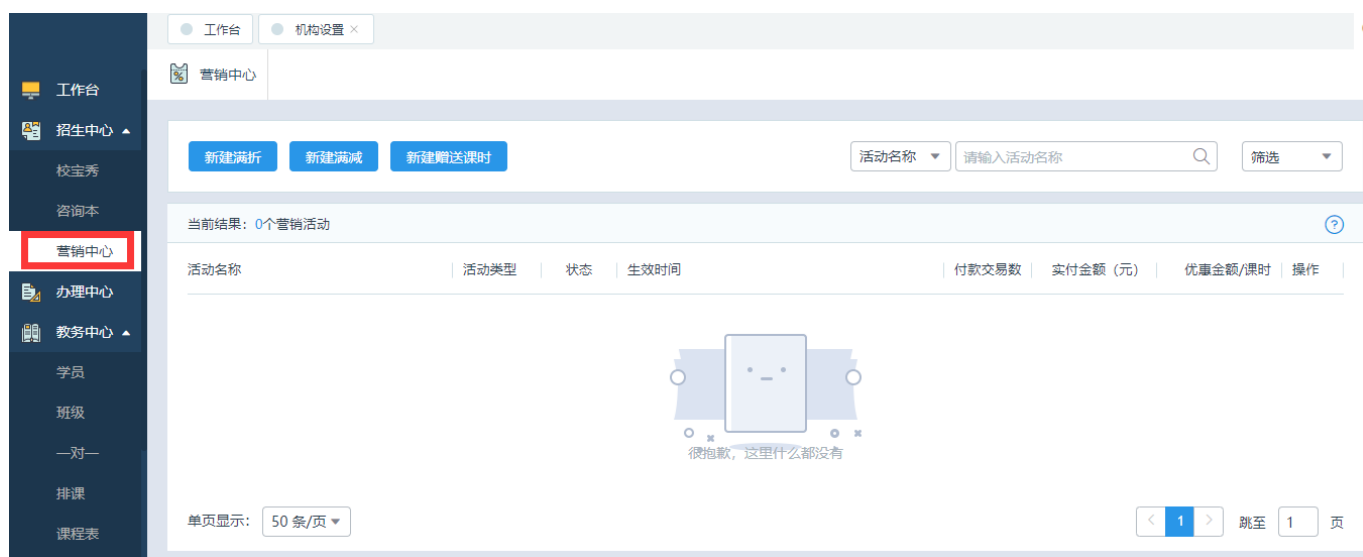 工作台 机构设置 ×
营销中心
工作台
招生中心
校宝秀
咨询本
营销中心
办理中心
教务中心
学员
班级
一对一
排课
课程表
新建满折 新建满减 新建赠送课时 活动名称 请输入活动名称 筛选
当前结果：0个营销活动 ?
活动名称 活动类型 状态 生效时间 付款交易数 实付金额（元） 优惠金额/课时 操作
很抱歉，这里什么都没有
单页显示： 50 条/页 < 1 > 跳至 1 页